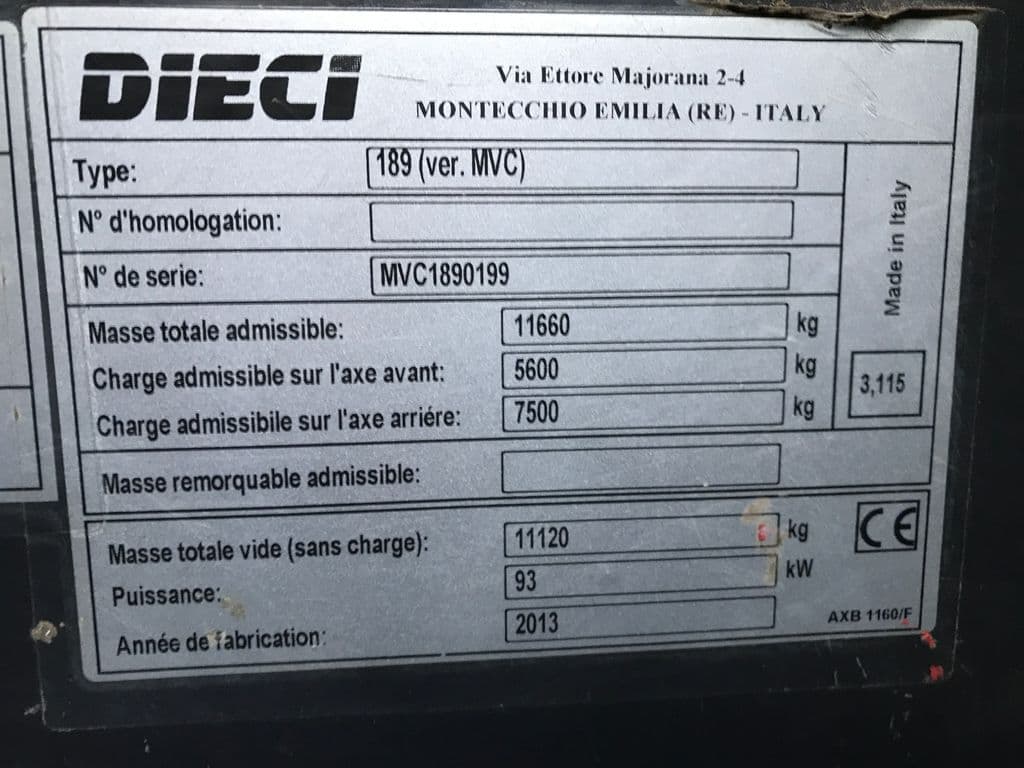 DIECI
Via Ettore Majorana 2-4
MONTECCHIO EMILIA (RE) - ITALY
Type: 189 (ver. MVC)
N° d'homologation:
N° de serie: MVC1890199
Made in Italy
Masse totale admissible: 11660 kg
Charge admissible sur l'axe avant: 5600 kg
Charge admissibile sur l'axe arriére: 7500 kg
3,115
Masse remorquable admissible:
Masse totale vide (sans charge): 11120 kg
CE
Puissance: 93 kW
Année de fabrication: 2013
AXB 1160/F